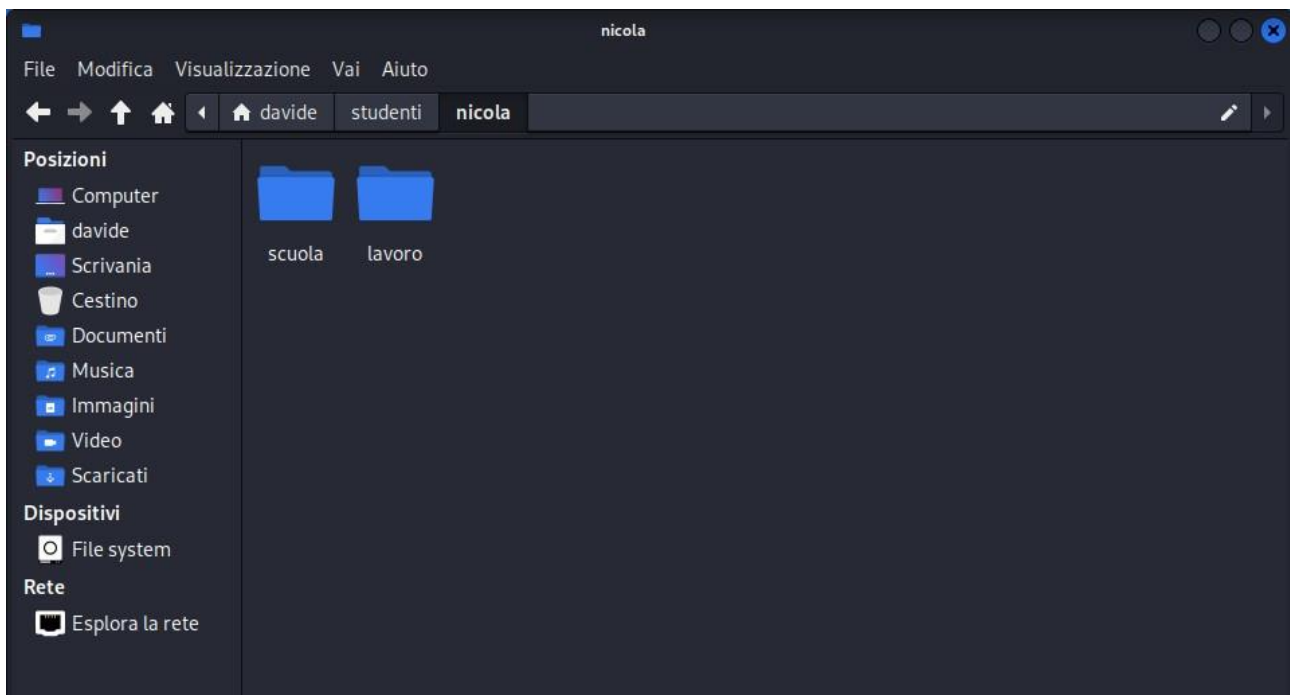 nicola
File Modifica Visualizzazione Vai Aiuto
davide studenti nicola
Posizioni
Computer
davide
Scrivania
Cestino
Documenti
Musica
Immagini
Video
Scaricati
Dispositivi
File system
Rete
Esplora la rete
scuola lavoro